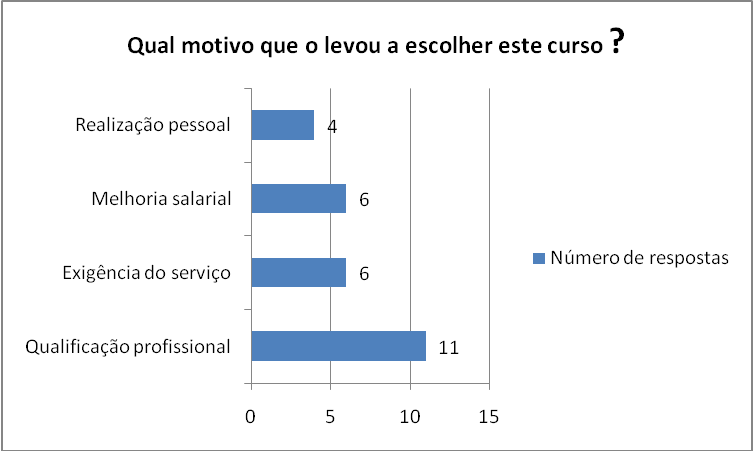 Qual motivo que o levou a escolher este curso ?
Realização pessoal
4
Melhoria salarial
6
Exigência do serviço
6
Qualificação profissional
11
0 5 10 15
Número de respostas